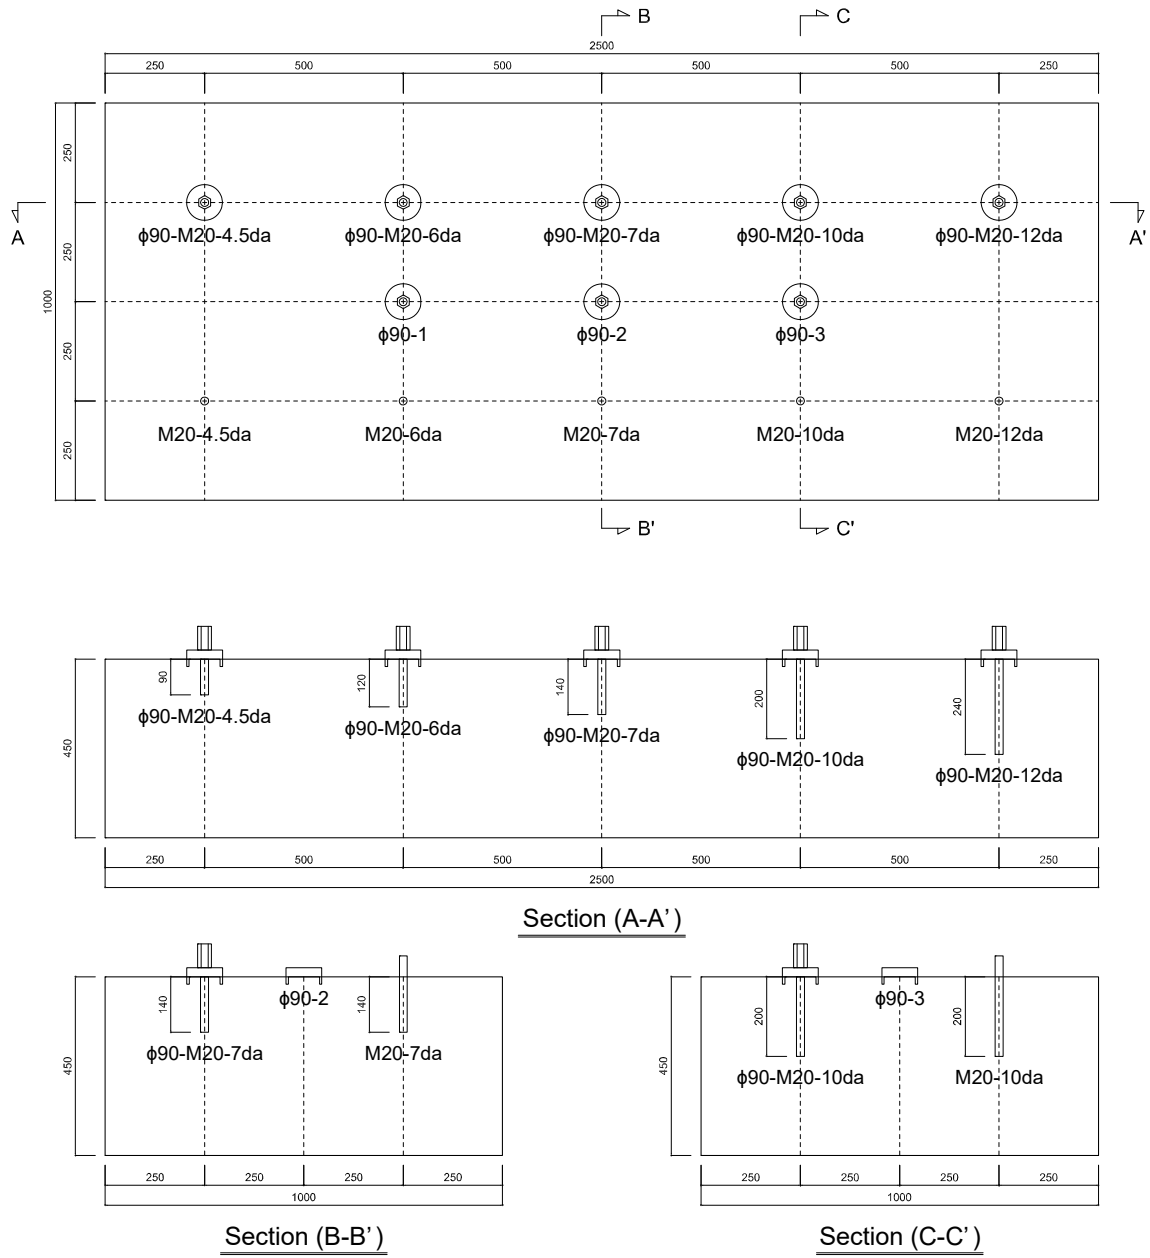 B
C
2500
250
500
500
500
500
250
250
250
1000
250
250
A
A'
ϕ90-M20-4.5da
ϕ90-M20-6da
ϕ90-M20-7da
ϕ90-M20-10da
ϕ90-M20-12da
ϕ90-1
ϕ90-2
ϕ90-3
M20-4.5da
M20-6da
M20-7da
M20-10da
M20-12da
B'
C'
450
90
120
140
200
240
ϕ90-M20-4.5da
ϕ90-M20-6da
ϕ90-M20-7da
ϕ90-M20-10da
ϕ90-M20-12da
250
500
500
500
500
250
2500
Section (A-A’)
450
140
140
ϕ90-2
ϕ90-M20-7da
M20-7da
250
250
250
250
1000
Section (B-B’)
450
200
200
ϕ90-3
ϕ90-M20-10da
M20-10da
250
250
250
250
1000
Section (C-C’)